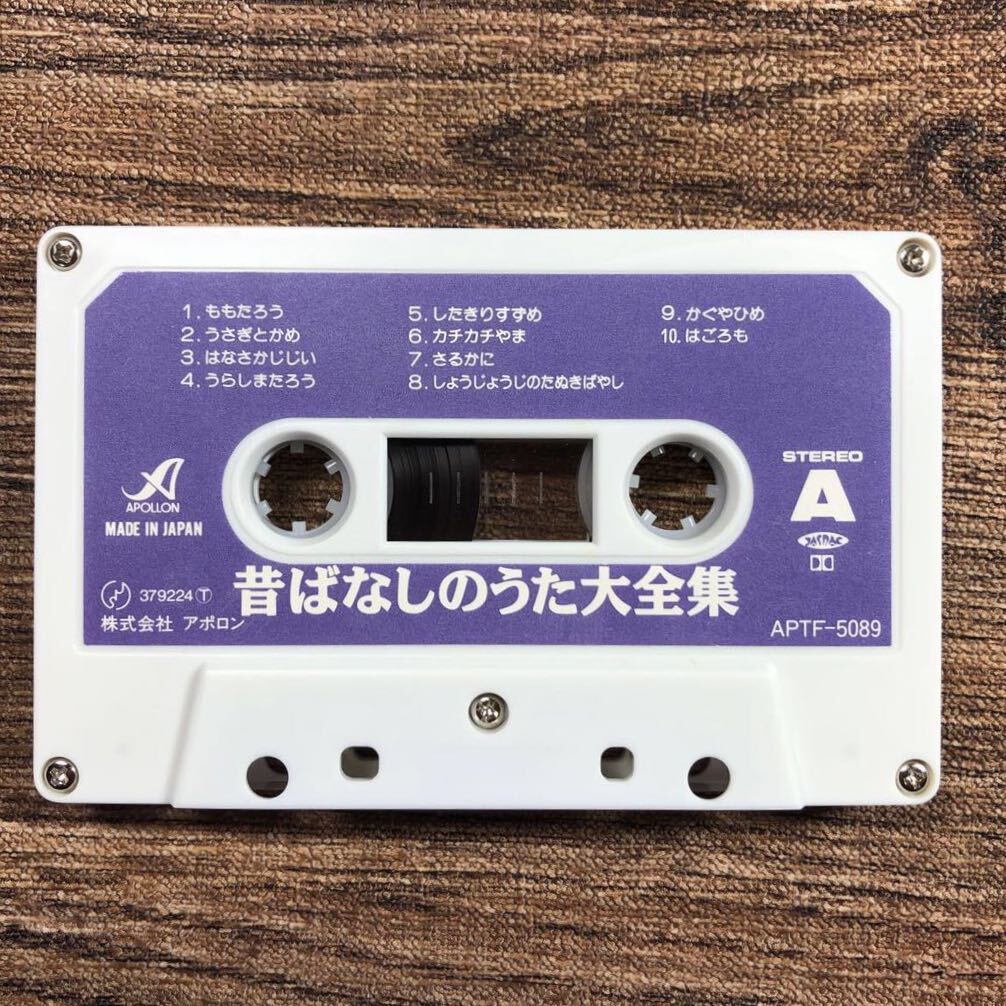 1. ももたろう
2. うさぎとかめ
3. はなさかじじい
4. うらしまたろう
5. したきりすずめ
6. カチカチやま
7. さるかに
8. しょうじょうじのたぬきばやし
9. かぐやひめ
10. はごろも
APOLLON
MADE IN JAPAN
STEREO
A
JASRAC
379224 T
昔ばなしのうた大全集
株式会社 アポロン
APTF-5089